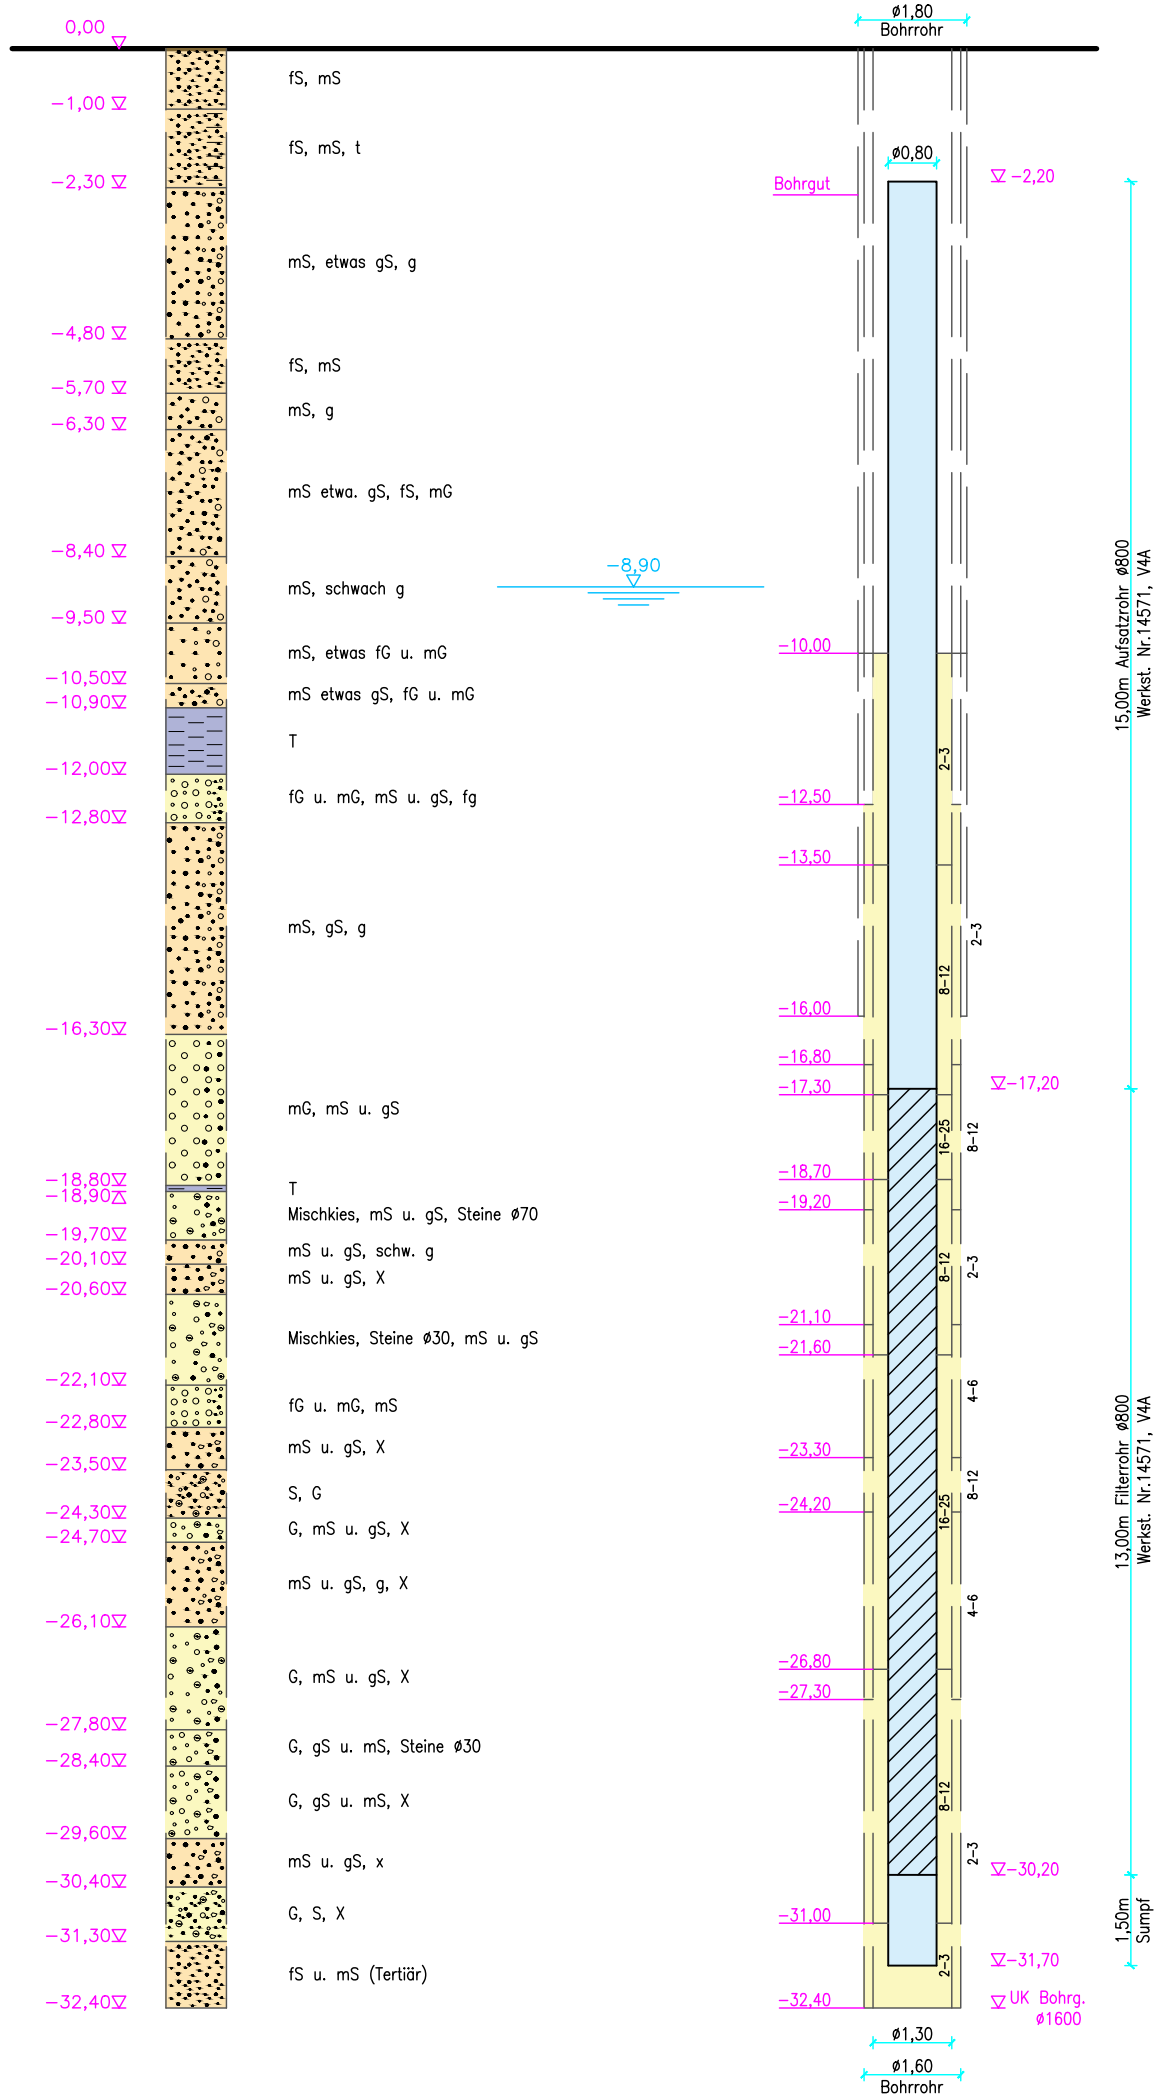 0,00
ø1,80
Bohrrohr
fS, mS
-1,00
fS, mS, t
ø0,80
-2,30
Bohrgut
-2,20
mS, etwas gS, g
-4,80
fS, mS
-5,70
mS, g
-6,30
mS etwa. gS, fS, mG
-8,40
-8,90
mS, schwach g
-9,50
15,00m Aufsatzrohr ø800
Werkst. Nr.14571, V4A
mS, etwas fG u. mG
-10,00
-10,50
mS etwas gS, fG u. mG
-10,90
T
2-3
-12,00
fG u. mG, mS u. gS, fg
-12,50
-12,80
-13,50
mS, gS, g
2-3
8-12
-16,00
-16,30
-16,80
-17,30
-17,20
mG, mS u. gS
16-25
8-12
-18,80
-18,70
T
-18,90
-19,20
Mischkies, mS u. gS, Steine ø70
-19,70
mS u. gS, schw. g
-20,10
8-12
2-3
mS u. gS, X
-20,60
-21,10
Mischkies, Steine ø30, mS u. gS
-21,60
-22,10
4-6
fG u. mG, mS
-22,80
mS u. gS, X
-23,30
-23,50
8-12
13,00m Filterrohr ø800
Werkst. Nr.14571, V4A
S, G
-24,20
16-25
-24,30
G, mS u. gS, X
-24,70
mS u. gS, g, X
4-6
-26,10
-26,80
G, mS u. gS, X
-27,30
-27,80
G, gS u. mS, Steine ø30
-28,40
8-12
G, gS u. mS, X
-29,60
2-3
mS u. gS, x
-30,20
-30,40
G, S, X
-31,00
1,50m
Sumpf
-31,30
2-3
-31,70
fS u. mS (Tertiär)
-32,40
-32,40
UK Bohrg.
ø1600
ø1,30
ø1,60
Bohrrohr